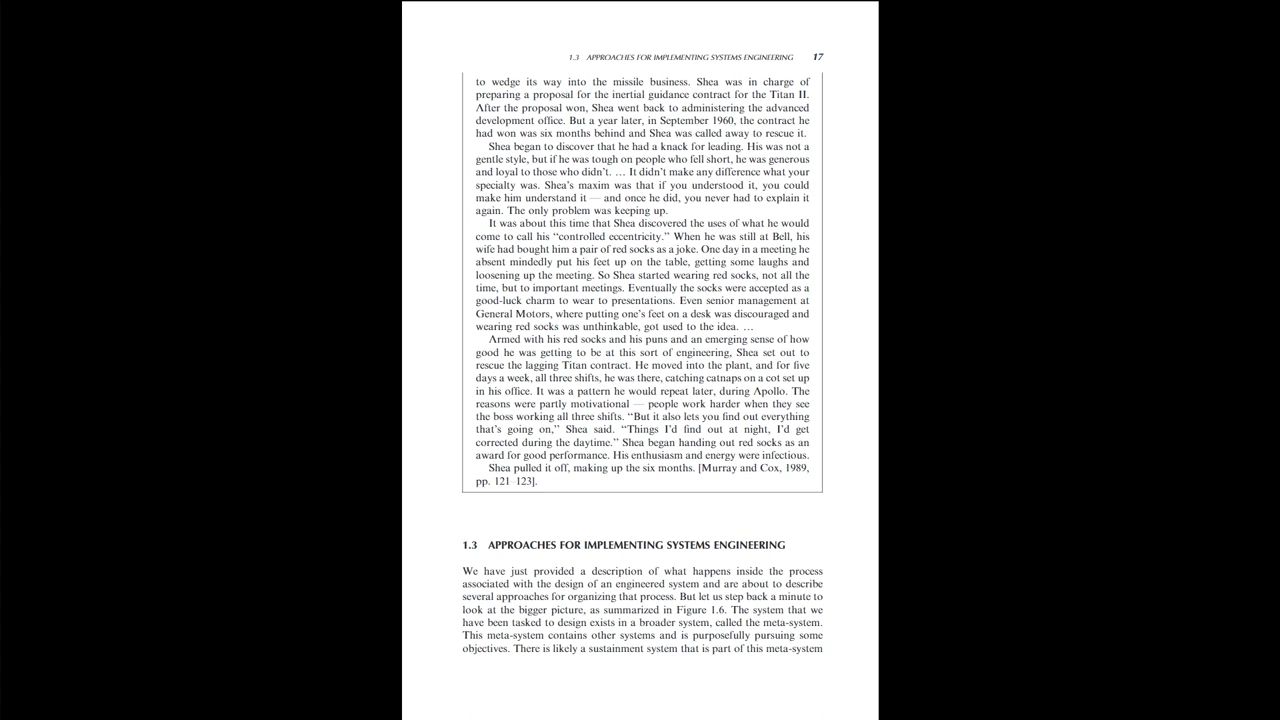 1.3 APPROACHES FOR IMPLEMENTING SYSTEMS ENGINEERING 17
to wedge its way into the missile business. Shea was in charge of
preparing a proposal for the inertial guidance contract for the Titan II.
After the proposal won, Shea went back to administering the advanced
development office. But a year later, in September 1960, the contract he
had won was six months behind and Shea was called away to rescue it.
Shea began to discover that he had a knack for leading. His was not a
gentle style, but if he was tough on people who fell short, he was generous
and loyal to those who didn't. … It didn't make any difference what your
specialty was. Shea's maxim was that if you understood it, you could
make him understand it — and once he did, you never had to explain it
again. The only problem was keeping up.
It was about this time that Shea discovered the uses of what he would
come to call his “controlled eccentricity.” When he was still at Bell, his
wife had bought him a pair of red socks as a joke. One day in a meeting he
absent mindedly put his feet up on the table, getting some laughs and
loosening up the meeting. So Shea started wearing red socks, not all the
time, but to important meetings. Eventually the socks were accepted as a
good-luck charm to wear to presentations. Even senior management at
General Motors, where putting one's feet on a desk was discouraged and
wearing red socks was unthinkable, got used to the idea. …
Armed with his red socks and his puns and an emerging sense of how
good he was getting to be at this sort of engineering, Shea set out to
rescue the lagging Titan contract. He moved into the plant, and for five
days a week, all three shifts, he was there, catching catnaps on a cot set up
in his office. It was a pattern he would repeat later, during Apollo. The
reasons were partly motivational — people work harder when they see
the boss working all three shifts. “But it also lets you find out everything
that's going on,” Shea said. “Things I'd find out at night, I'd get
corrected during the daytime.” Shea began handing out red socks as an
award for good performance. His enthusiasm and energy were infectious.
Shea pulled it off, making up the six months. [Murray and Cox, 1989,
pp. 121–123].
1.3 APPROACHES FOR IMPLEMENTING SYSTEMS ENGINEERING
We have just provided a description of what happens inside the process
associated with the design of an engineered system and are about to describe
several approaches for organizing that process. But let us step back a minute to
look at the bigger picture, as summarized in Figure 1.6. The system that we
have been tasked to design exists in a broader system, called the meta-system.
This meta-system contains other systems and is purposefully pursuing some
objectives. There is likely a sustainment system that is part of this meta-system